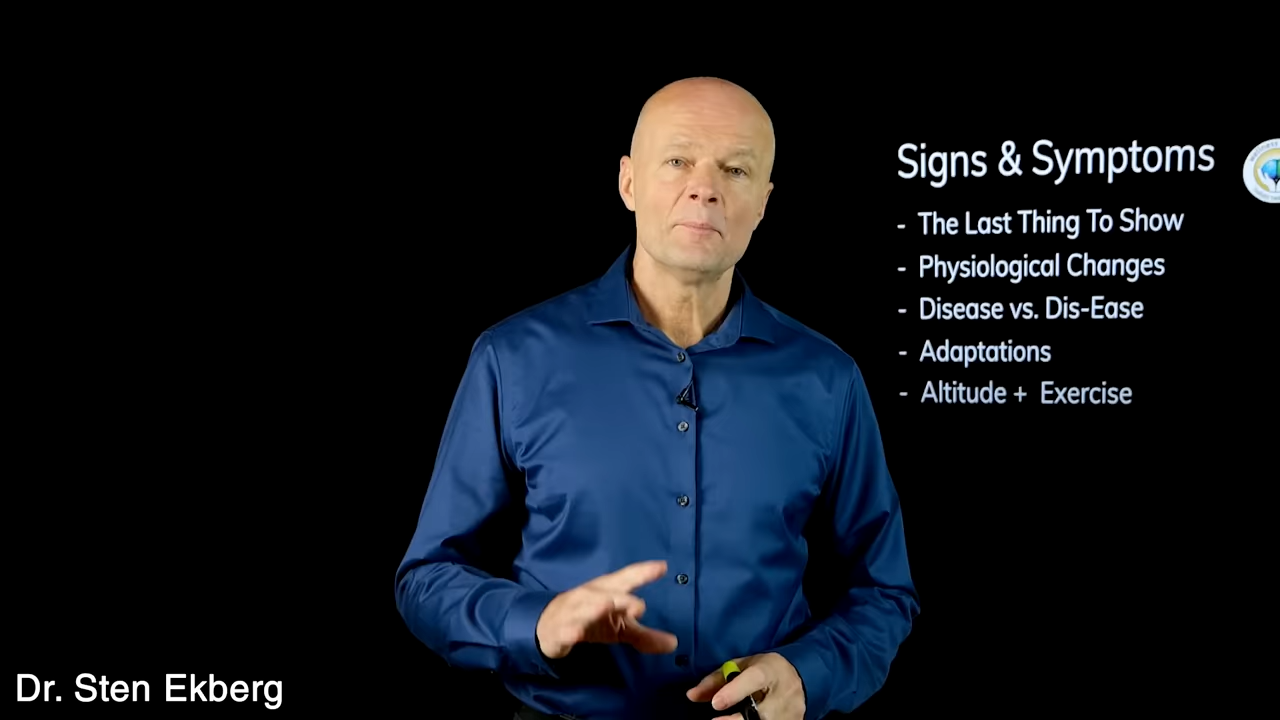 Signs & Symptoms
- The Last Thing To Show
- Physiological Changes
- Disease vs. Dis-Ease
- Adaptations
- Altitude + Exercise
Dr. Sten Ekberg